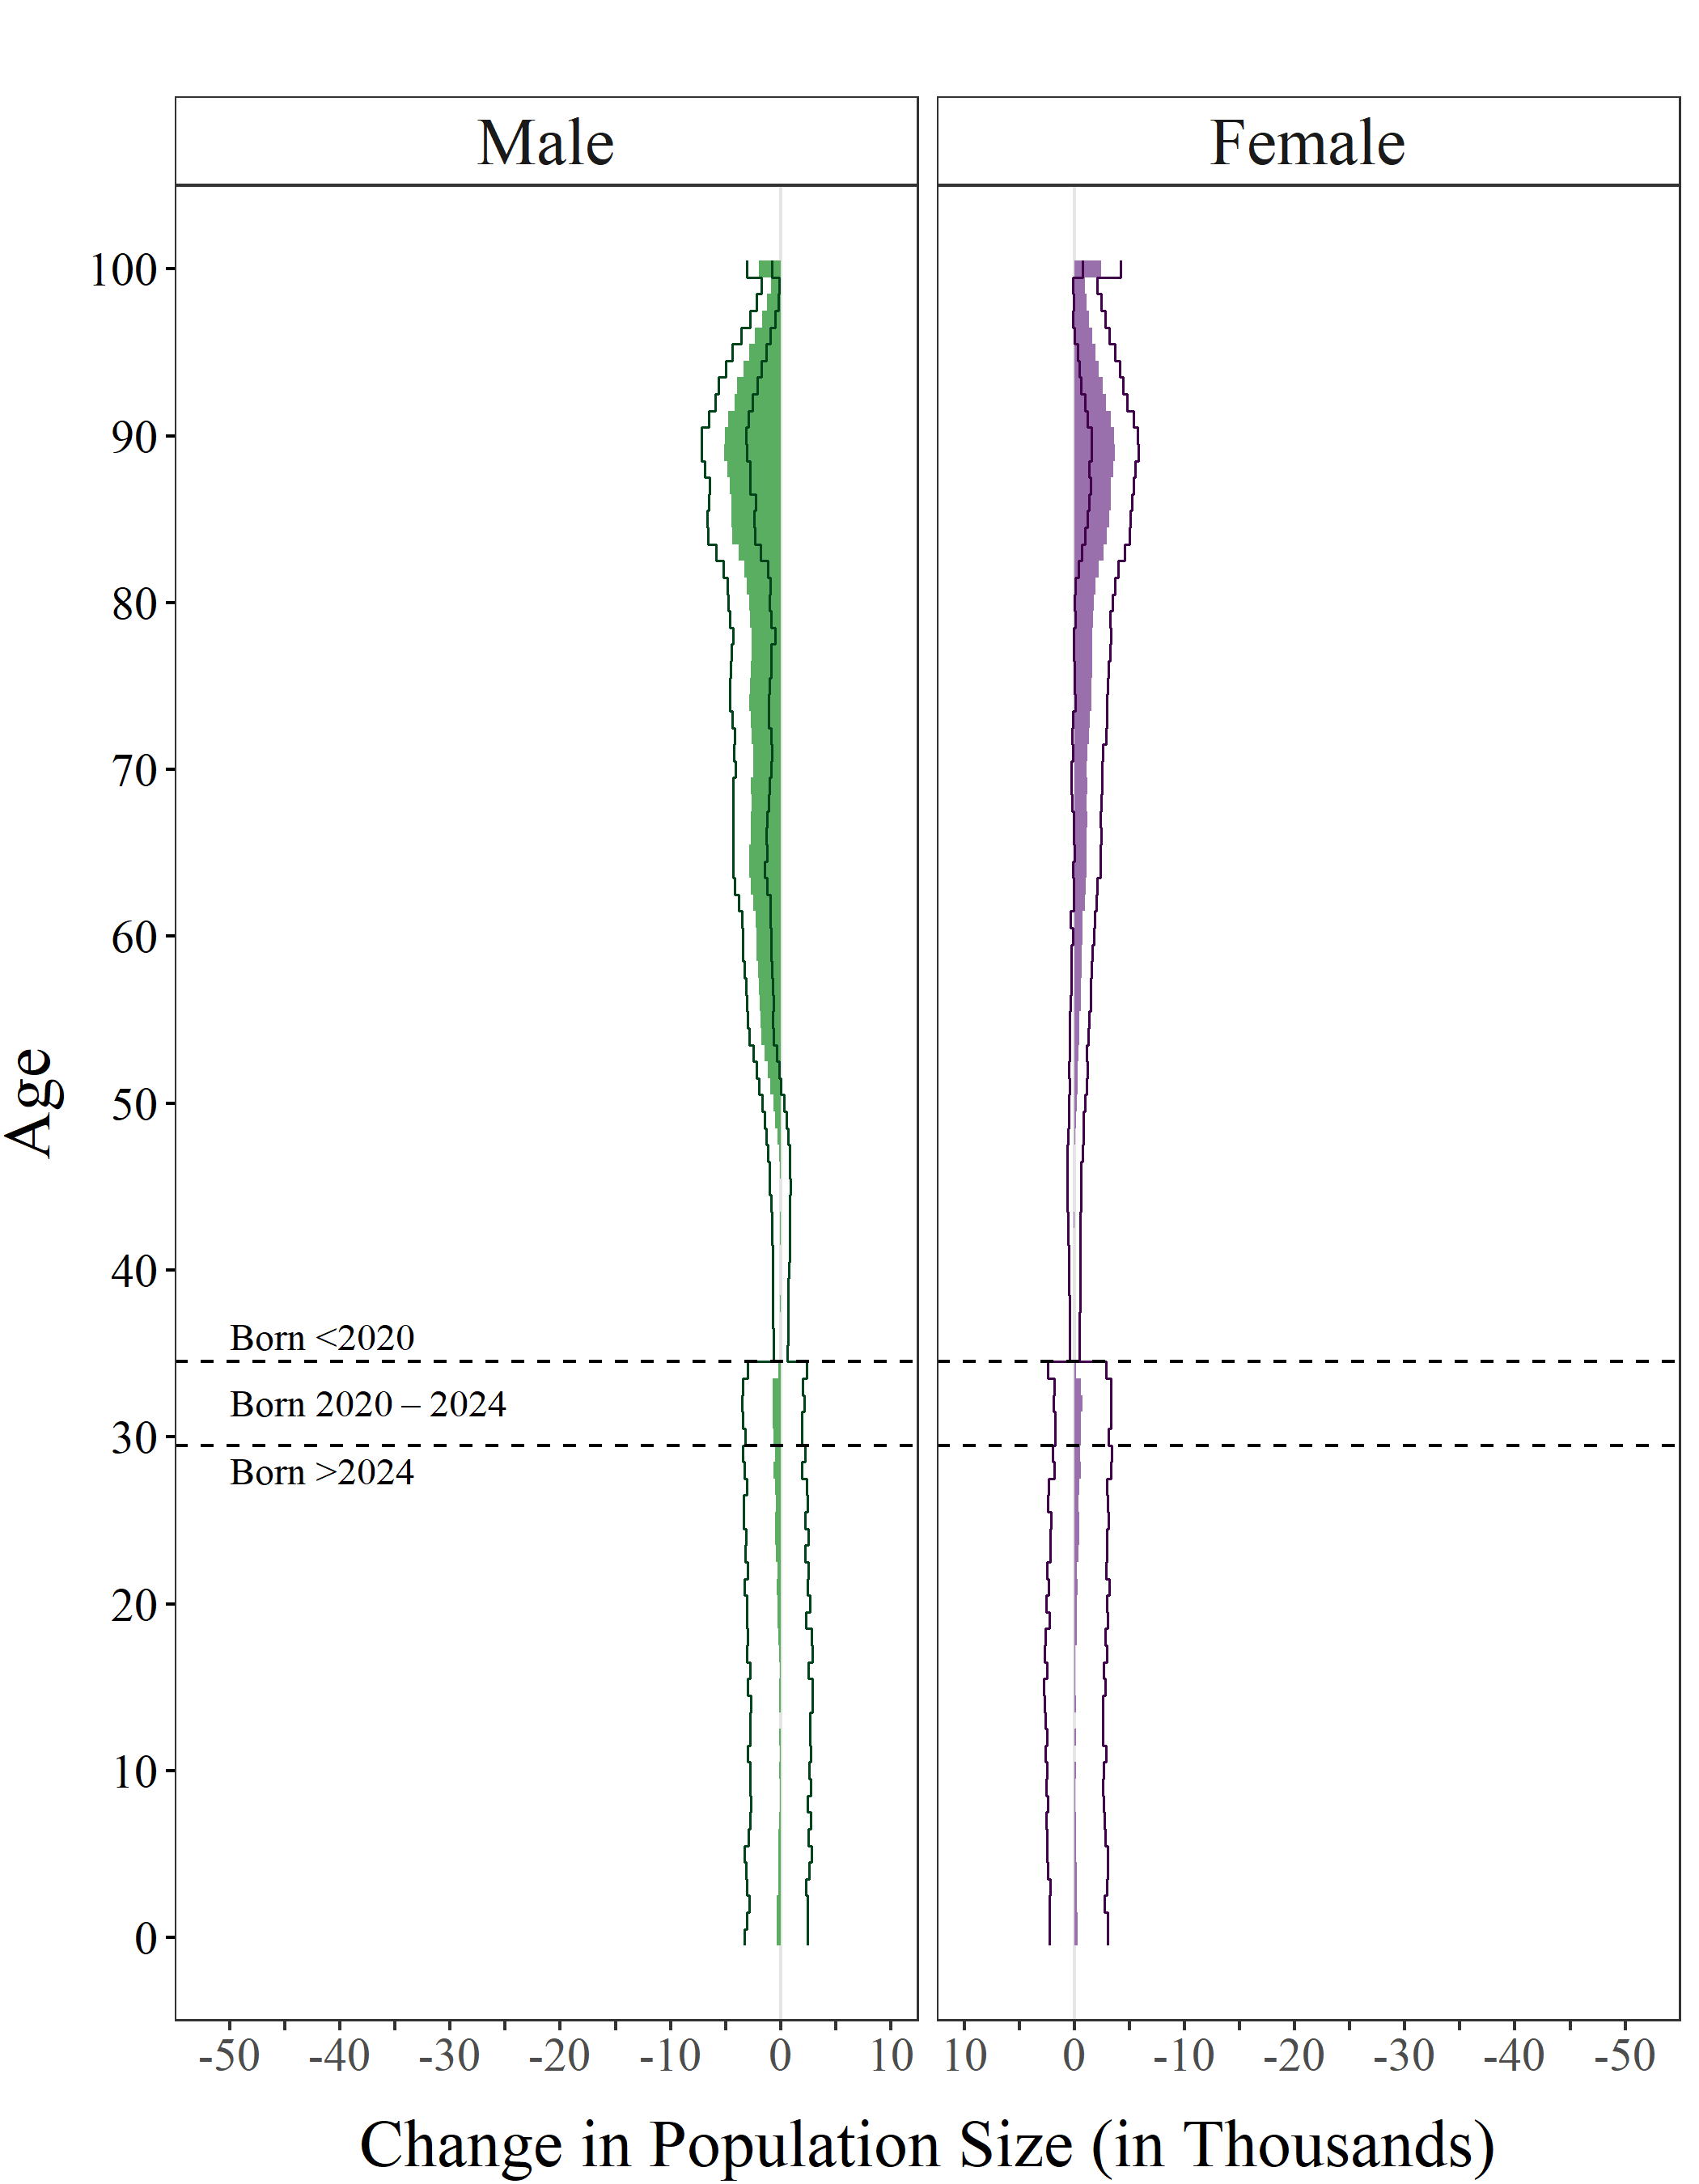 Male Female
100
90
80
70
60
50
40
30
20
10
0
Age
Born <2020
Born 2020 – 2024
Born >2024
-50 -40 -30 -20 -10 0 10 10 0 -10 -20 -30 -40 -50
Change in Population Size (in Thousands)